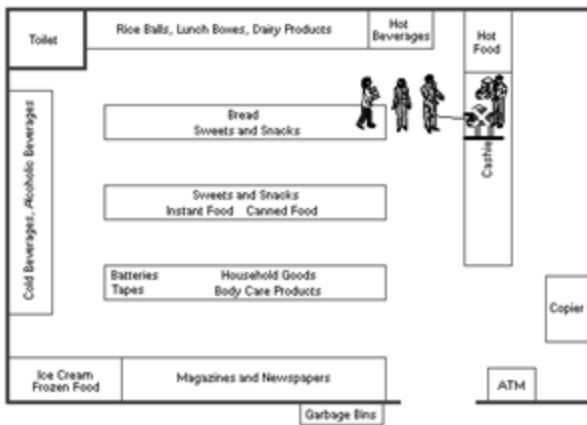 Toilet
Rice Balls, Lunch Boxes, Dairy Products
Hot
Beverages
Hot
Food
Cold Beverages, Alcoholic Beverages
Bread
Sweets and Snacks
Cashie
Sweets and Snacks
Instant Food Canned Food
Batteries
Tapes
Household Goods
Body Care Products
Copier
Ice Cream
Frozen Food
Magazines and Newspapers
ATM
Garbage Bins